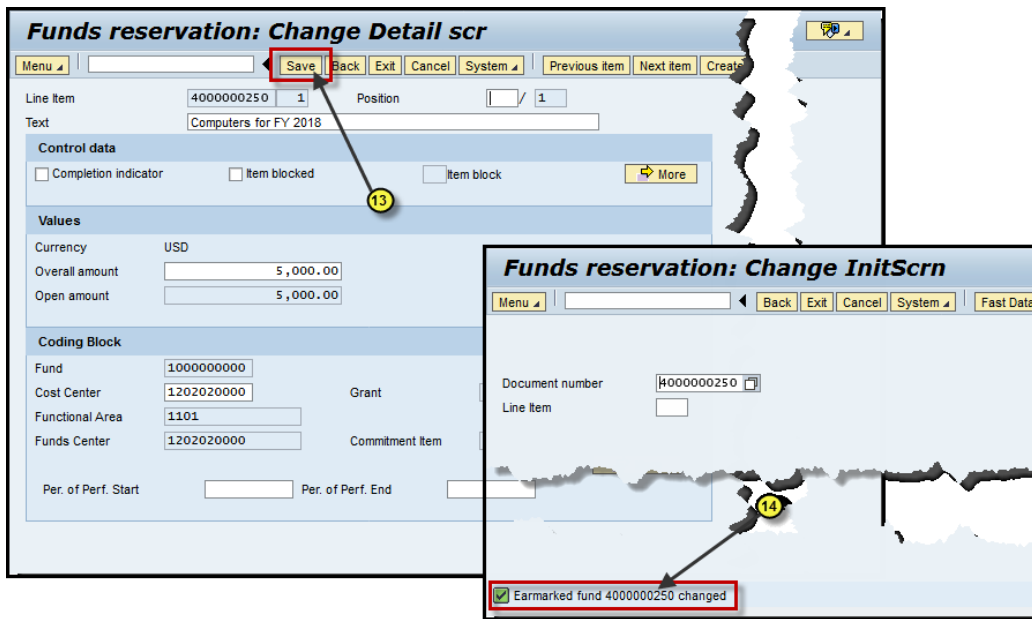 Funds reservation: Change Detail scr
Menu Save Back Exit Cancel System Previous item Next item Create
Line Item 4000000250 1 Position / 1
Text Computers for FY 2018
Control data
Completion indicator Item blocked Item block More
13
Values
Currency USD
Overall amount 5,000.00
Open amount 5,000.00
Coding Block
Fund 1000000000
Cost Center 1202020000 Grant
Functional Area 1101
Funds Center 1202020000 Commitment Item
Per. of Perf. Start Per. of Perf. End
Funds reservation: Change InitScrn
Menu Back Exit Cancel System Fast Data
Document number 4000000250
Line Item
14
Earmarked fund 4000000250 changed